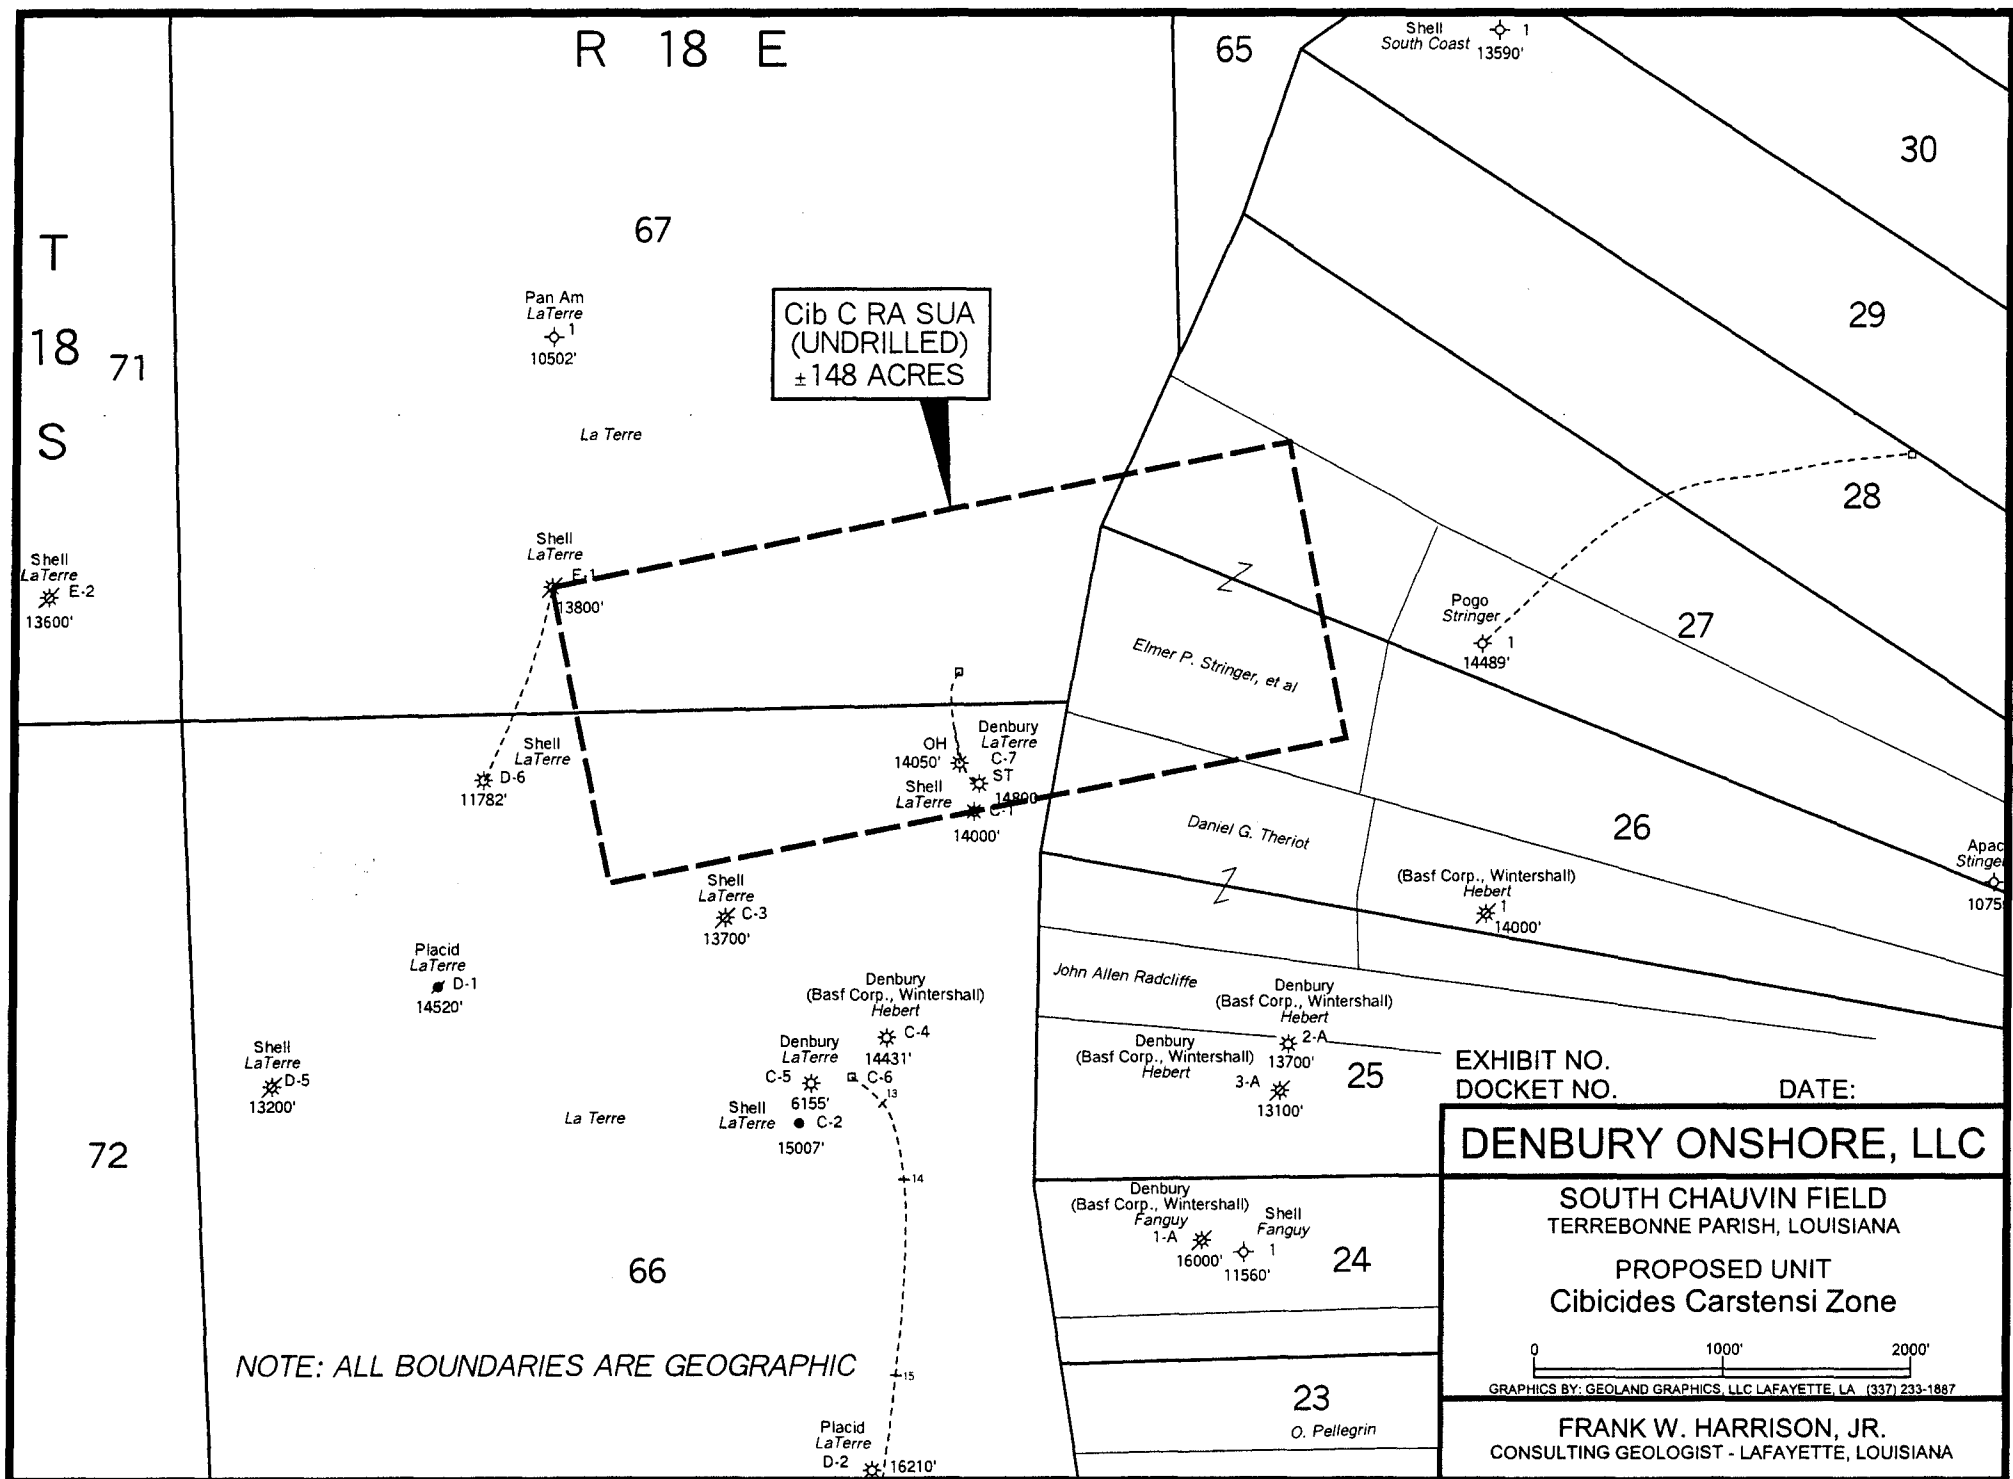 R 18 E
65
Shell
South Coast
1
13590'
30
T
18
S
67
71
29
Pan Am
LaTerre
1
10502'
Cib C RA SUA
(UNDRILLED)
±148 ACRES
La Terre
28
Shell
LaTerre
E-2
13600'
Shell
LaTerre
E-1
13800'
Pogo
Stringer
1
14489'
27
Elmer P. Stringer, et al
Shell
LaTerre
D-6
11782'
OH
14050'
Denbury
LaTerre
C-7
ST
14800
Shell
LaTerre
C-1
14000'
Daniel G. Theriot
26
Apac
Stinge
1075
(Basf Corp., Wintershall)
Hebert
1
14000'
Shell
LaTerre
C-3
13700'
Placid
LaTerre
D-1
14520'
John Allen Radcliffe
Denbury
(Basf Corp., Wintershall)
Hebert
C-4
14431'
Denbury
(Basf Corp., Wintershall)
Hebert
2-A
13700'
Shell
LaTerre
D-5
13200'
Denbury
LaTerre
C-5
6155'
C-6
13
Denbury
(Basf Corp., Wintershall)
Hebert
3-A
13100'
25
La Terre
Shell
LaTerre
C-2
15007'
72
14
Denbury
(Basf Corp., Wintershall)
Fanguy
1-A
16000'
Shell
Fanguy
1
11560'
24
66
NOTE: ALL BOUNDARIES ARE GEOGRAPHIC
15
23
O. Pellegrin
Placid
LaTerre
D-2
16210'
EXHIBIT NO.
DOCKET NO. DATE:
DENBURY ONSHORE, LLC
SOUTH CHAUVIN FIELD
TERREBONNE PARISH, LOUISIANA
PROPOSED UNIT
Cibicides Carstensi Zone
0 1000' 2000'
GRAPHICS BY: GEOLAND GRAPHICS, LLC LAFAYETTE, LA (337) 233-1887
FRANK W. HARRISON, JR.
CONSULTING GEOLOGIST - LAFAYETTE, LOUISIANA